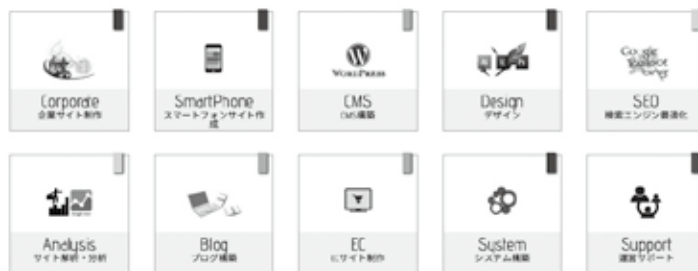 WORDPRESS
Google
Corporate
企業サイト制作
SmartPhone
スマートフォンサイト作
成
CMS
CMS構築
Design
デザイン
SEO
検索エンジン最適化
Analysis
サイト解析・分析
Blog
ブログ構築
EC
ECサイト制作
System
システム構築
Support
運営サポート